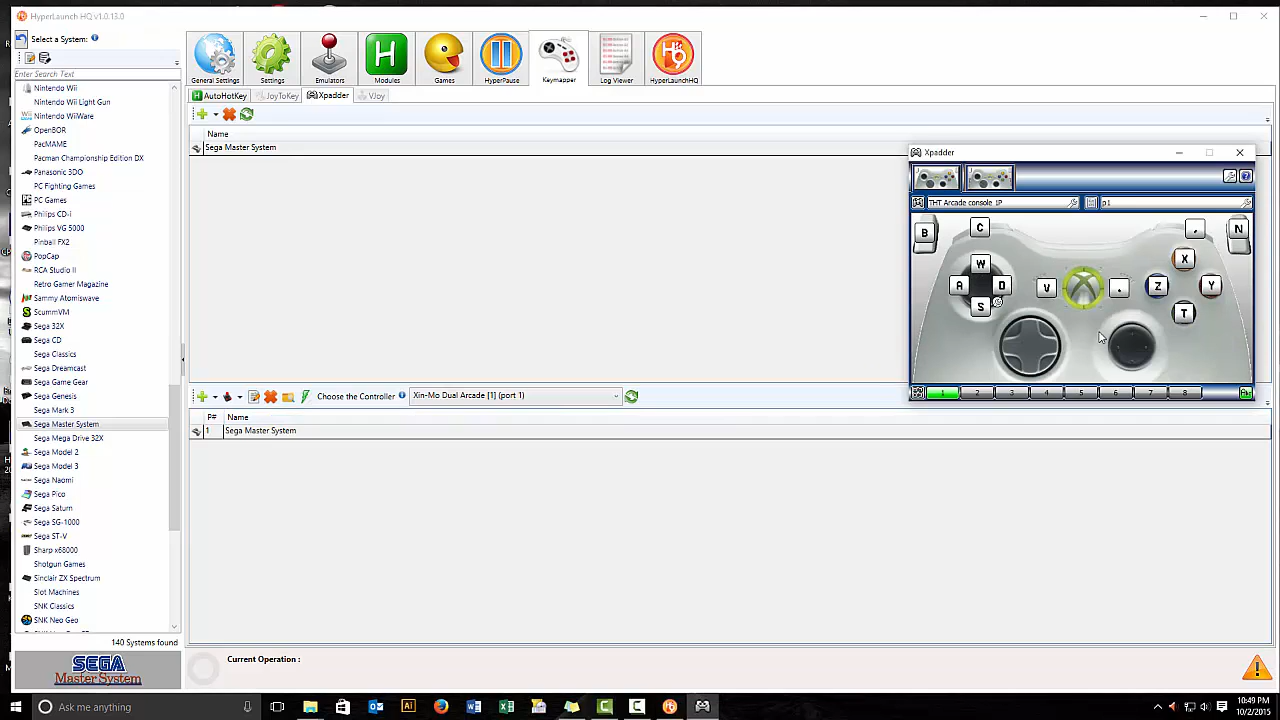 HyperLaunch HQ v1.0.13.0
Select a System:
Enter Search Text
Nintendo Wii
Nintendo Wii Light Gun
Nintendo WiiWare
OpenBOR
PacMAME
Pacman Championship Edition DX
Panasonic 3DO
PC Fighting Games
PC Games
Philips CD-i
Philips VG 5000
Pinball FX2
PopCap
RCA Studio II
Retro Gamer Magazine
Sammy Atomiswave
ScummVM
Sega 32X
Sega CD
Sega Classics
Sega Dreamcast
Sega Game Gear
Sega Genesis
Sega Mark 3
Sega Master System
Sega Mega Drive 32X
Sega Model 2
Sega Model 3
Sega Naomi
Sega Pico
Sega Saturn
Sega SG-1000
Sega ST-V
Sharp x68000
Shotgun Games
Sinclair ZX Spectrum
Slot Machines
SNK Classics
SNK Neo Geo
140 Systems found
SEGA
Master System
General Settings
Settings
Emulators
Modules
Games
HyperPause
Keymapper
Log Viewer
HyperLaunchHQ
AutoHotKey
JoyToKey
Xpadder
VJoy
Name
Sega Master System
Choose the Controller
Xin-Mo Dual Arcade [1] (port 1)
P#
Name
1
Sega Master System
Current Operation :
Xpadder
THT Arcade console 1P
p1
B
C
,
N
W
X
A
D
V
.
Z
Y
S
T
1
2
3
4
5
6
7
8
Ask me anything
10:49 PM
10/2/2015